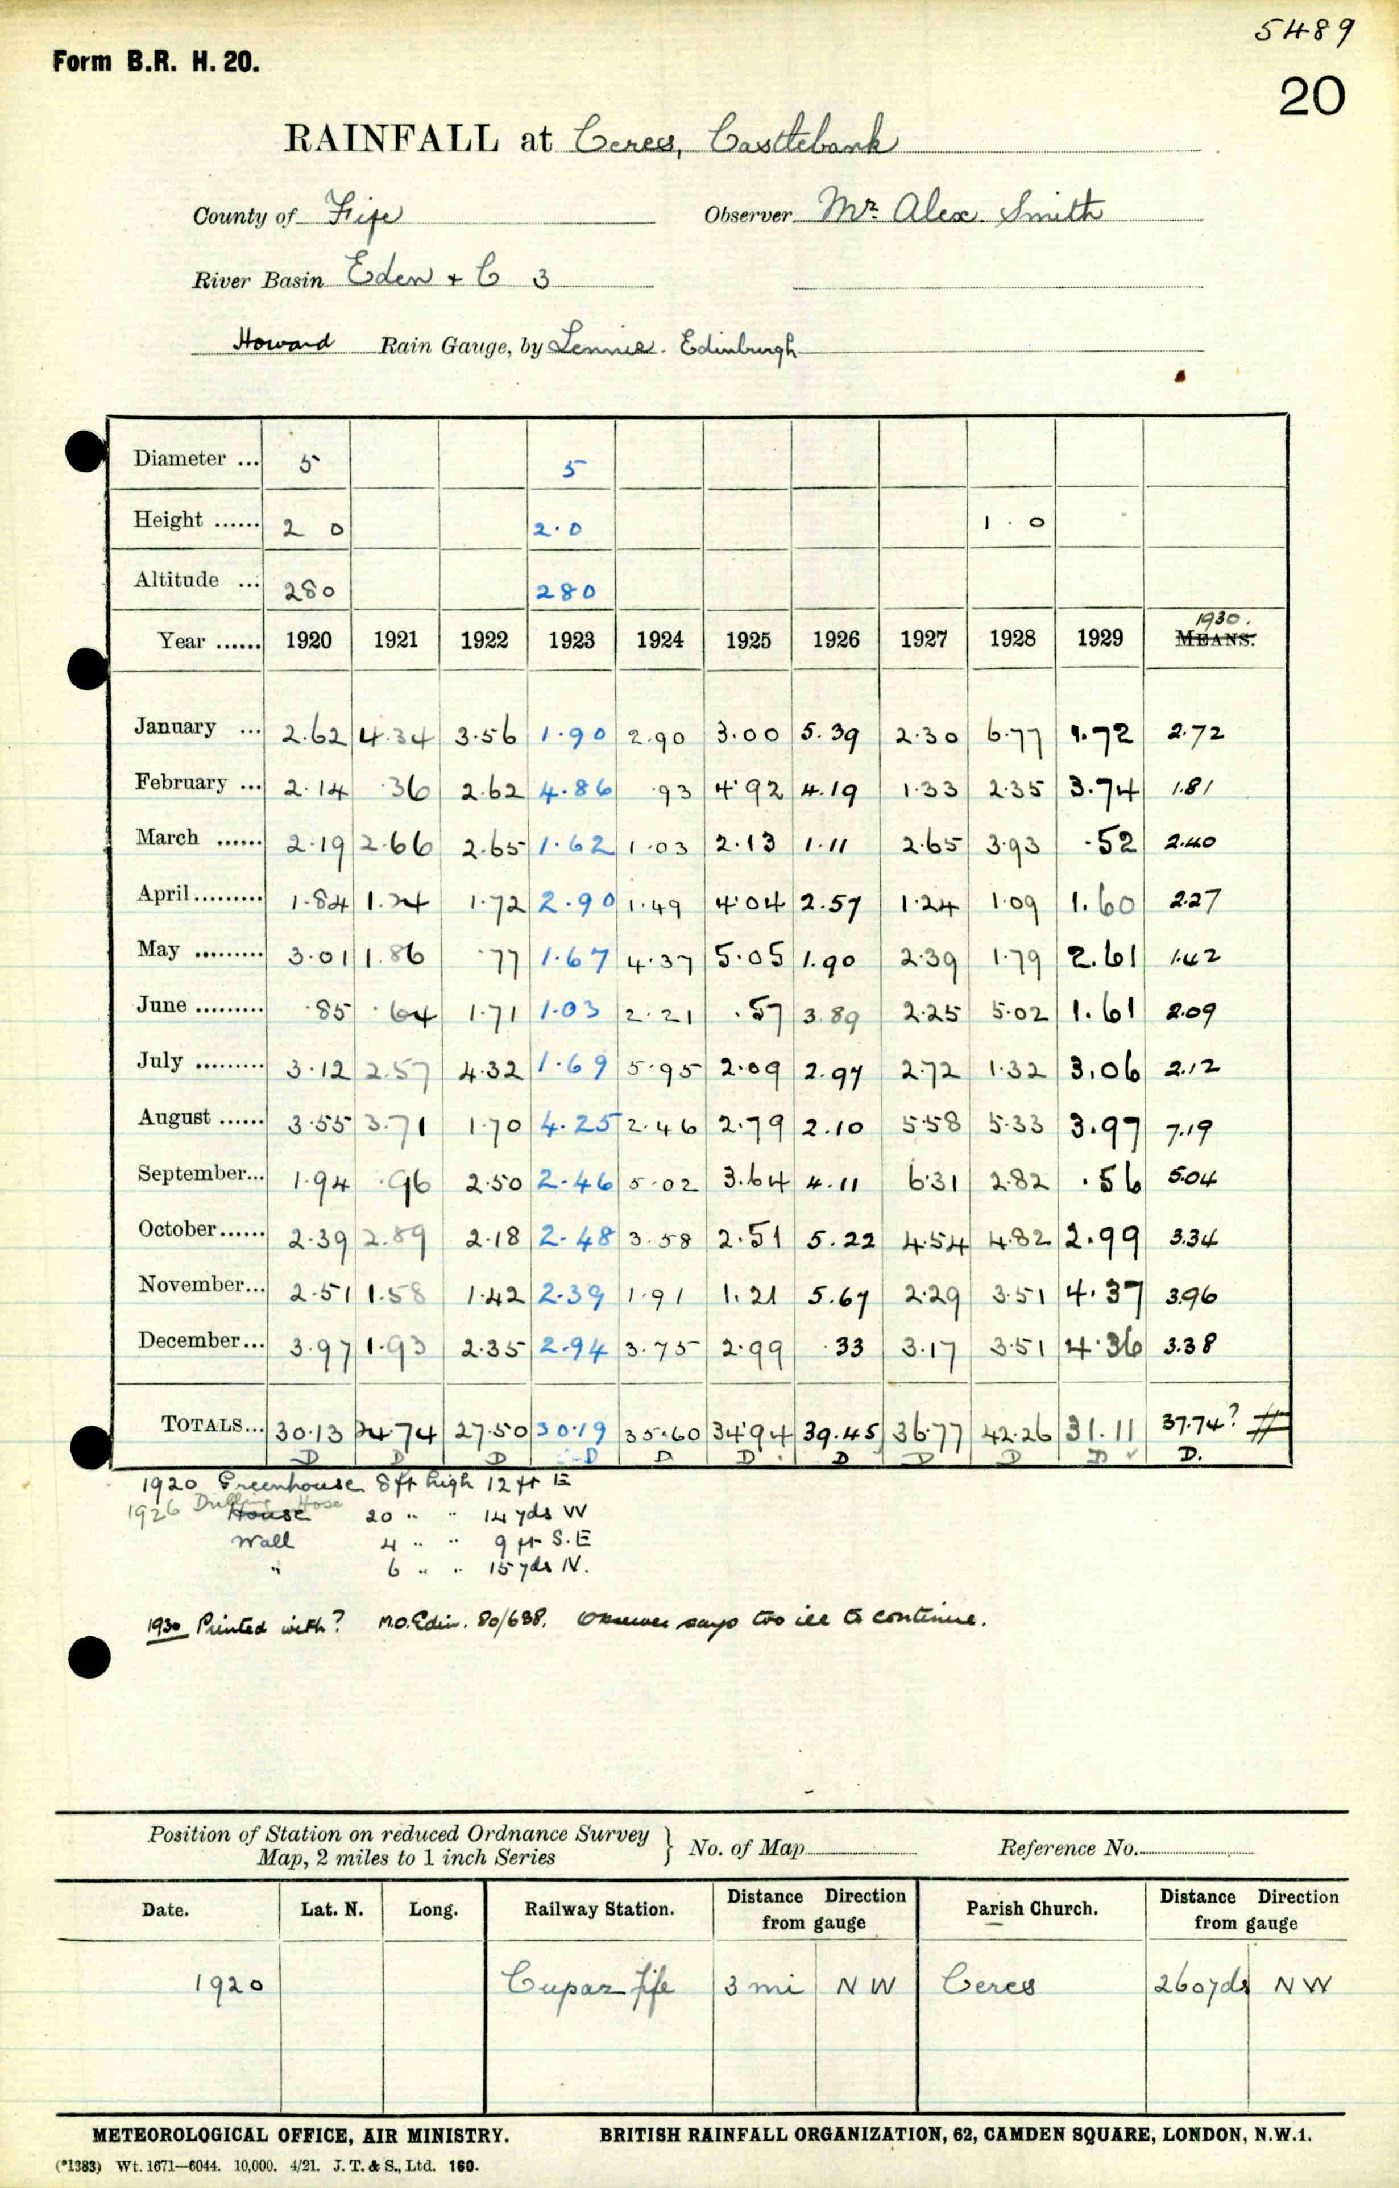 5489
Form B.R. H. 20.
20
RAINFALL at Ceres, Castlebank
County of Fife Observer Mr. Alex. Smith
River Basin Eden + C 3
Howard Rain Gauge, by Lennie. Edinburgh
Diameter ... 5 5
Height ...... 2 0 2.0 1.0
Altitude ... 280 280
1930.
Year ...... 1920 1921 1922 1923 1924 1925 1926 1927 1928 1929 MEANS.
January ... 2.62 4.34 3.56 1.90 2.90 3.00 5.39 2.30 6.77 1.72 2.72
February ... 2.14 .36 2.62 4.86 .93 4.92 4.19 1.33 2.35 3.74 1.81
March ...... 2.19 2.66 2.65 1.62 1.03 2.13 1.11 2.65 3.93 .52 2.40
April......... 1.84 1.24 1.72 2.90 1.49 4.04 2.57 1.24 1.09 1.60 2.27
May ......... 3.01 1.86 .77 1.67 4.37 5.05 1.90 2.39 1.79 2.61 1.42
June ......... .85 .64 1.71 1.03 2.21 .57 3.89 2.25 5.02 1.61 2.09
July ......... 3.12 2.57 4.32 1.69 5.95 2.09 2.97 2.72 1.32 3.06 2.12
August ...... 3.55 3.71 1.70 4.25 2.46 2.79 2.10 5.58 5.33 3.97 7.19
September... 1.94 .96 2.50 2.46 5.02 3.64 4.11 6.31 2.82 .56 5.04
October...... 2.39 2.89 2.18 2.48 3.58 2.51 5.22 4.54 4.82 2.99 3.34
November... 2.51 1.58 1.42 2.39 1.91 1.21 5.67 2.29 3.51 4.37 3.96
December... 3.97 1.93 2.35 2.94 3.75 2.99 .33 3.17 3.51 4.36 3.38
TOTALS... 30.13 24.74 27.50 30.19 35.60 34.94 39.45 36.77 42.26 31.11 37.74? #
D D D D D D D D D D D.
1920 Greenhouse 8 ft high 12 ft E
1926 House 20 " " 14 yds W
Wall 4 " " 9 ft S.E
" 6 " " 15 yds N.
1930 Printed with? M.O. Edin. 80/638. Observer says too ill to continue.
Position of Station on reduced Ordnance Survey
Map, 2 miles to 1 inch Series } No. of Map Reference No.
Date. Lat. N. Long. Railway Station. Distance Direction from gauge Parish Church. Distance Direction from gauge
1920 Cupar Fife 3 mi NW Ceres 260 yds NW
METEOROLOGICAL OFFICE, AIR MINISTRY. BRITISH RAINFALL ORGANIZATION, 62, CAMDEN SQUARE, LONDON, N.W.1.
(*1383) Wt. 1671—6044. 10,000. 4/21. J. T. & S., Ltd. 160.